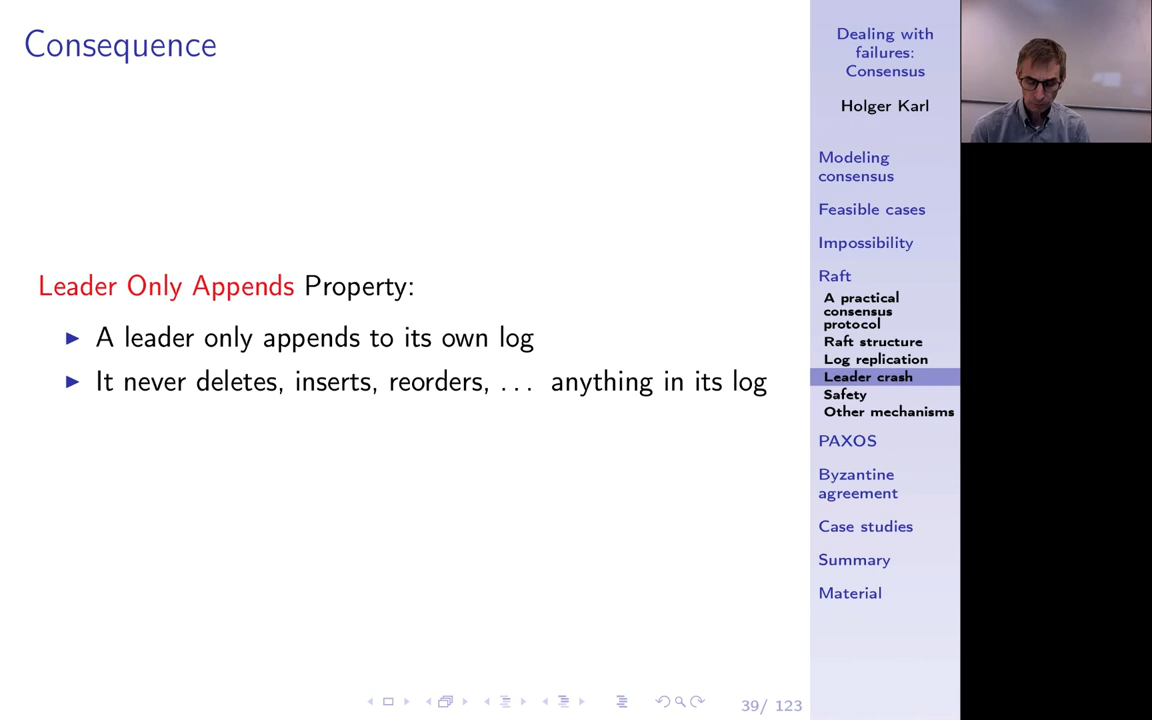 Consequence
Leader Only Appends Property:
A leader only appends to its own log
It never deletes, inserts, reorders, ... anything in its log
Dealing with
failures:
Consensus
Holger Karl
Modeling
consensus
Feasible cases
Impossibility
Raft
A practical
consensus
protocol
Raft structure
Log replication
Leader crash
Safety
Other mechanisms
PAXOS
Byzantine
agreement
Case studies
Summary
Material
39/ 123